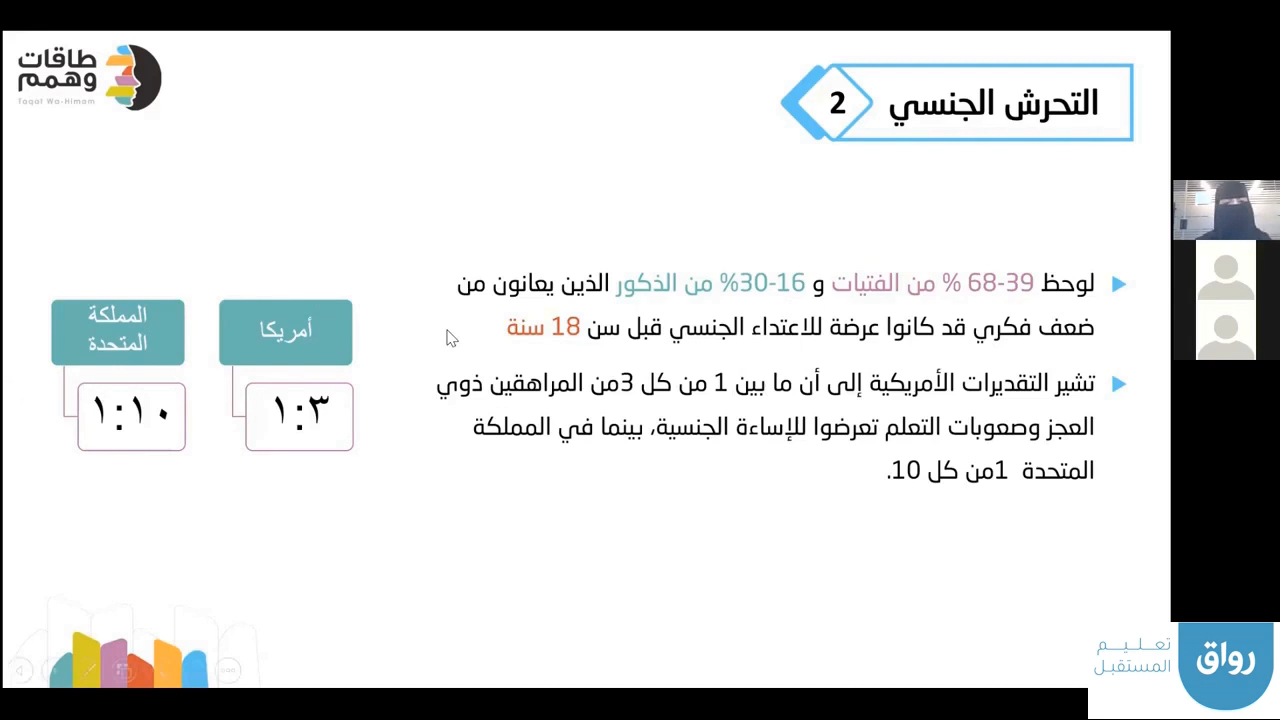 طاقات
وهمم
Taqat Wa-Himam
التحرش الجنسي
2
لوحظ 39-68 % من الفتيات و 16-30% من الذكور الذين يعانون من
ضعف فكري قد كانوا عرضة للاعتداء الجنسي قبل سن 18 سنة
تشير التقديرات الأمريكية إلى أن ما بين 1 من كل 3من المراهقين ذوي
العجز وصعوبات التعلم تعرضوا للإساءة الجنسية، بينما في المملكة
المتحدة 1من كل 10.
أمريكا
١:٣
المملكة
المتحدة
١:١٠
تعـلـيـم
المستقبـل
رواق